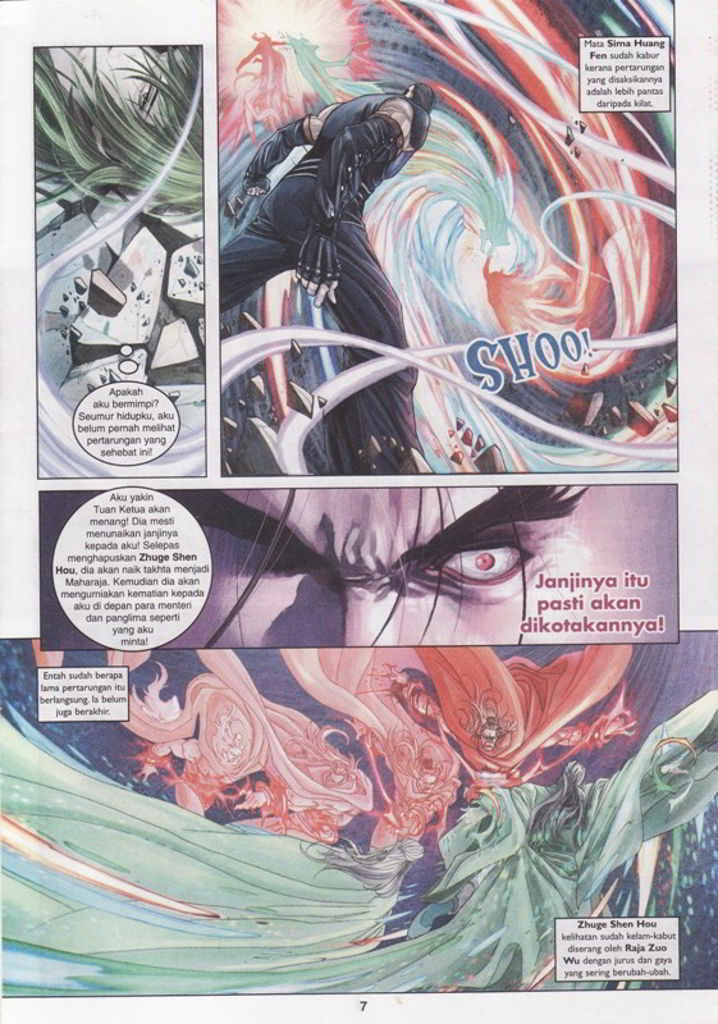 Mata Sima Huang
Fen sudah kabur
kerana pertarungan
yang disaksikannya
adalah lebih pantas
daripada kilat.
SHOO!
Apakah
aku bermimpi?
Seumur hidupku, aku
belum pernah melihat
pertarungan yang
sehebat ini!
Aku yakin
Tuan Ketua akan
menang! Dia mesti
menunaikan janjinya
kepada aku! Selepas
menghapuskan Zhuge Shen
Hou, dia akan naik takhta menjadi
Maharaja. Kemudian dia akan
mengurniakan kematian kepada
aku di depan para menteri
dan panglima seperti
yang aku
minta!
Janjinya itu
pasti akan
dikotakannya!
Entah sudah berapa
lama pertarungan itu
berlangsung. Ia belum
juga berakhir.
Zhuge Shen Hou
kelihatan sudah kelam-kabut
diserang oleh Raja Zuo
Wu dengan jurus dan gaya
yang sering berubah-ubah.
7